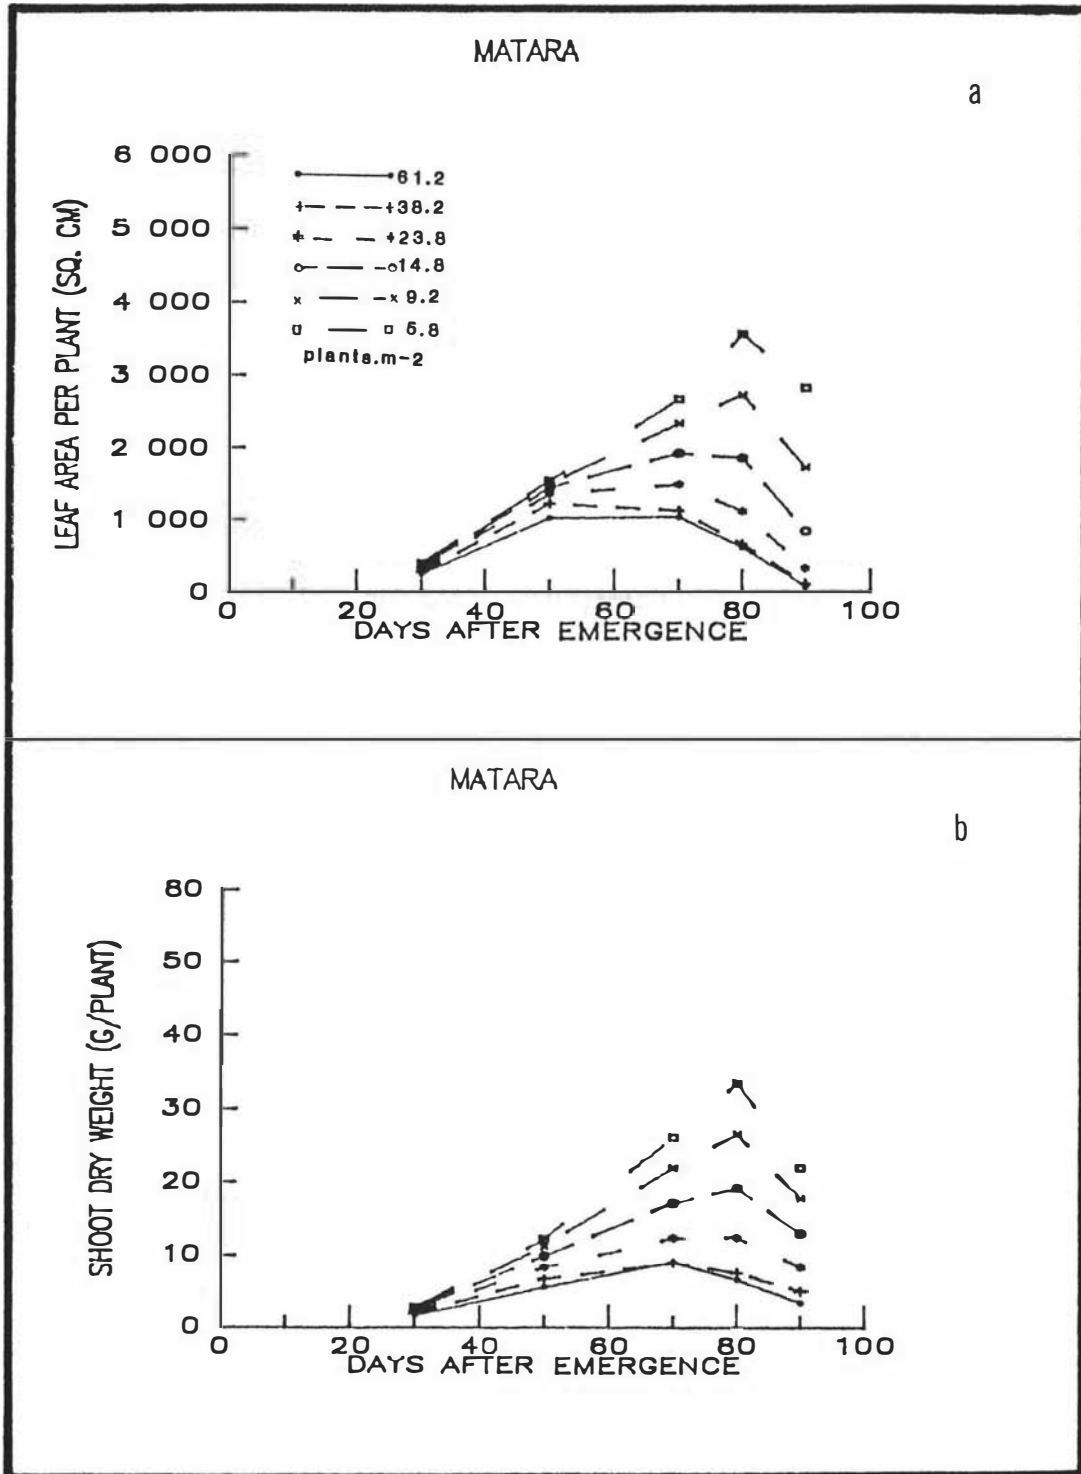 MATARA
a
LEAF AREA PER PLANT (SQ. CM)
6 000
5 000
4 000
3 000
2 000
1 000
0
61.2
38.2
23.8
14.8
9.2
5.8
plants.m-2
0 20 40 60 80 100
DAYS AFTER EMERGENCE
MATARA
b
SHOOT DRY WEIGHT (G/PLANT)
60
50
40
30
20
10
0
0 20 40 60 80 100
DAYS AFTER EMERGENCE